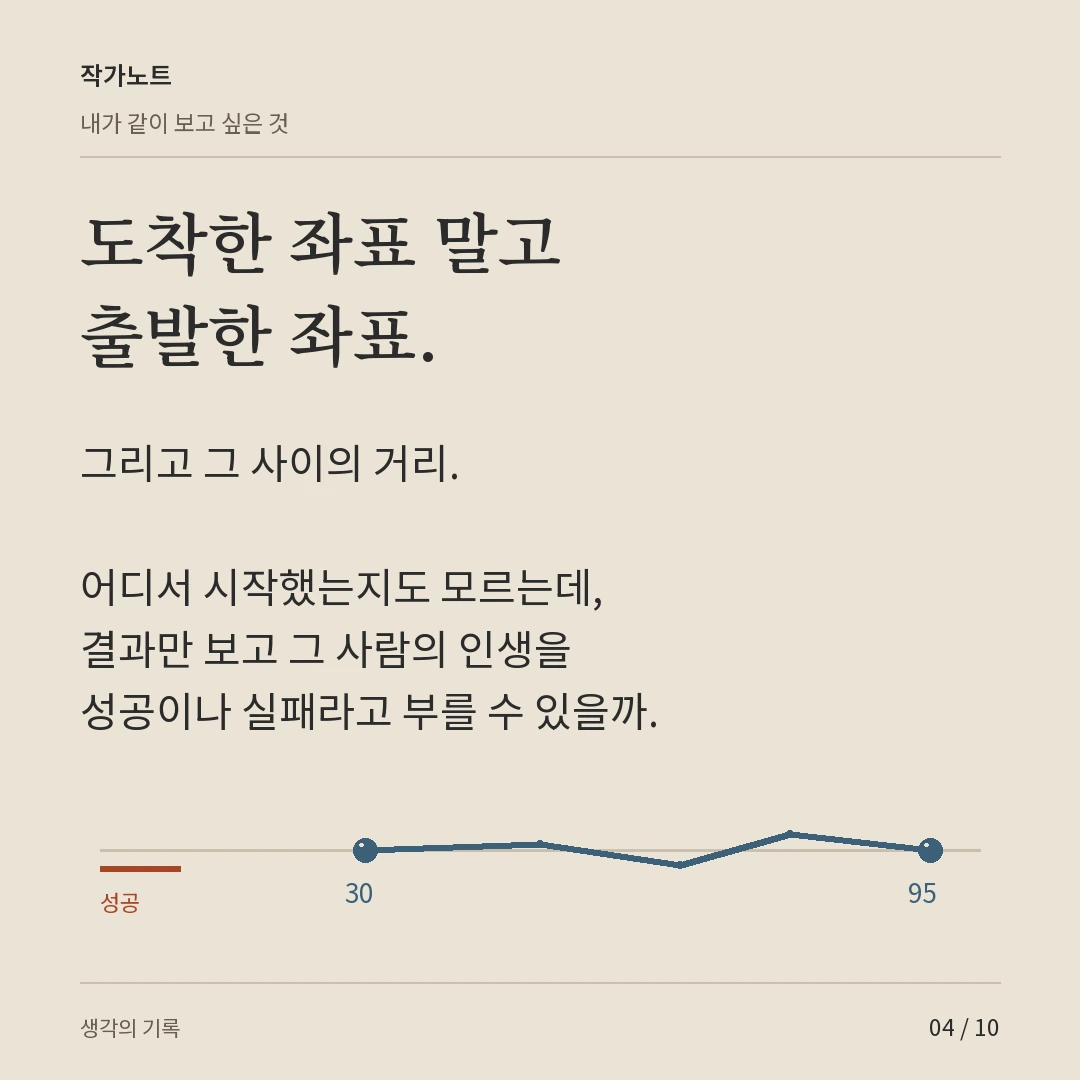 작가노트
내가 같이 보고 싶은 것
도착한 좌표 말고
출발한 좌표.
그리고 그 사이의 거리.
어디서 시작했는지도 모르는데,
결과만 보고 그 사람의 인생을
성공이나 실패라고 부를 수 있을까.
성공
30
95
생각의 기록
04 / 10